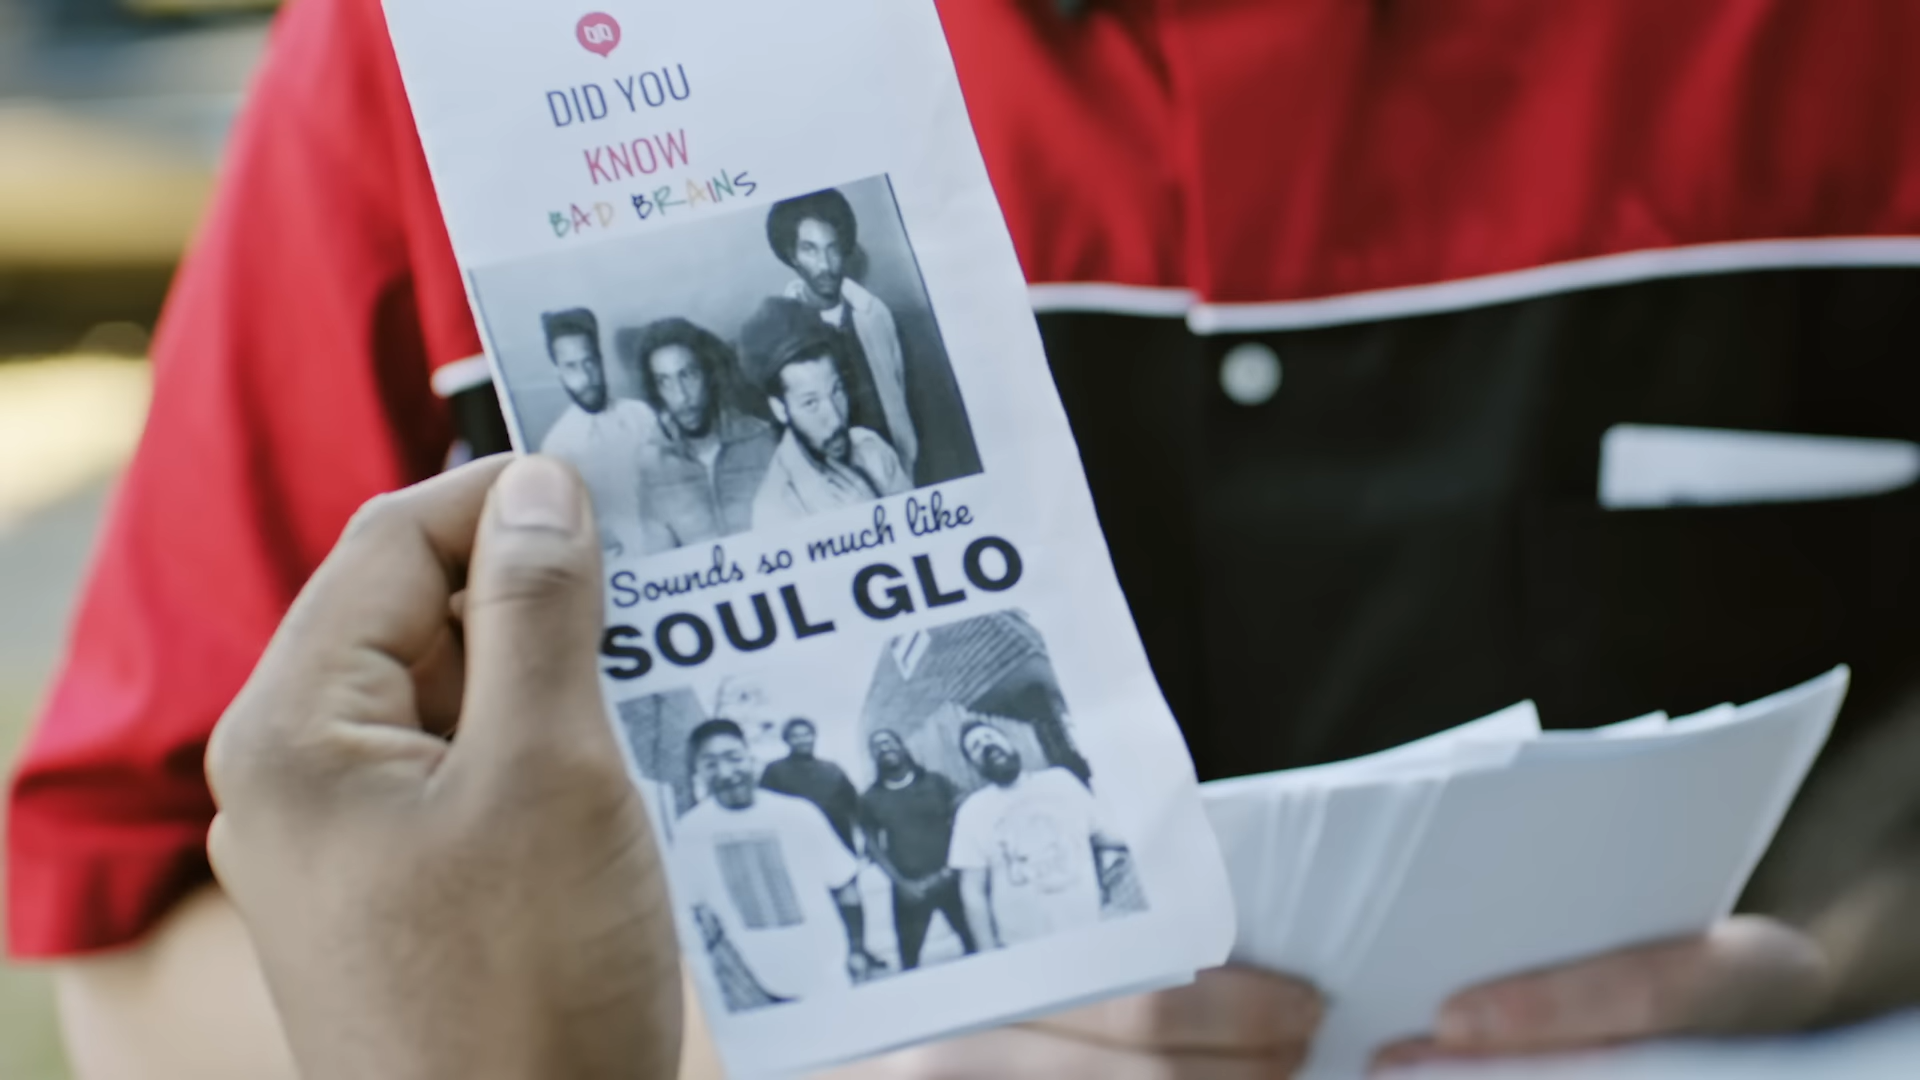 DID YOU
KNOW
BAD BRAINS
Sounds so much like
SOUL GLO